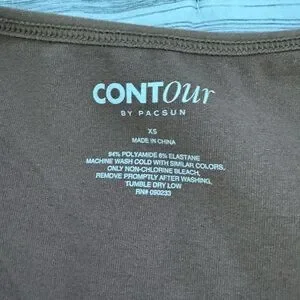 CONTour
BY PACSUN
XS
MADE IN CHINA
94% POLYAMIDE 6% ELASTANE
MACHINE WASH COLD WITH SIMILAR COLORS,
ONLY NON-CHLORINE BLEACH,
REMOVE PROMPTLY AFTER WASHING,
TUMBLE DRY LOW
RN# 090233